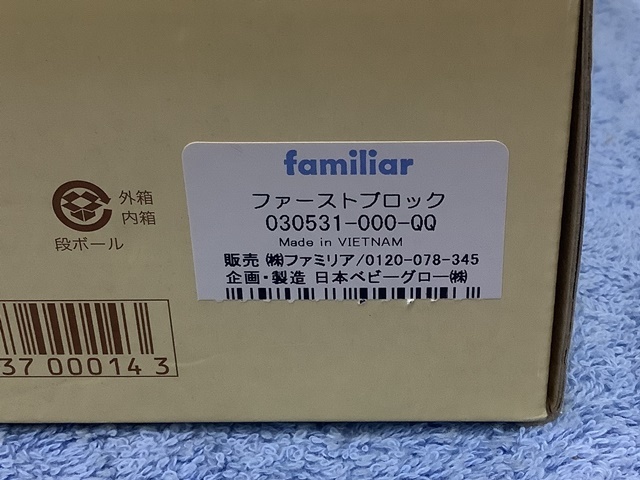 familiar
ファーストブロック
030531-000-QQ
Made in VIETNAM
販売 ㈱ファミリア/0120-078-345
企画・製造 日本ベビーグロー㈱
外箱
内箱
段ボール
37 000014 3